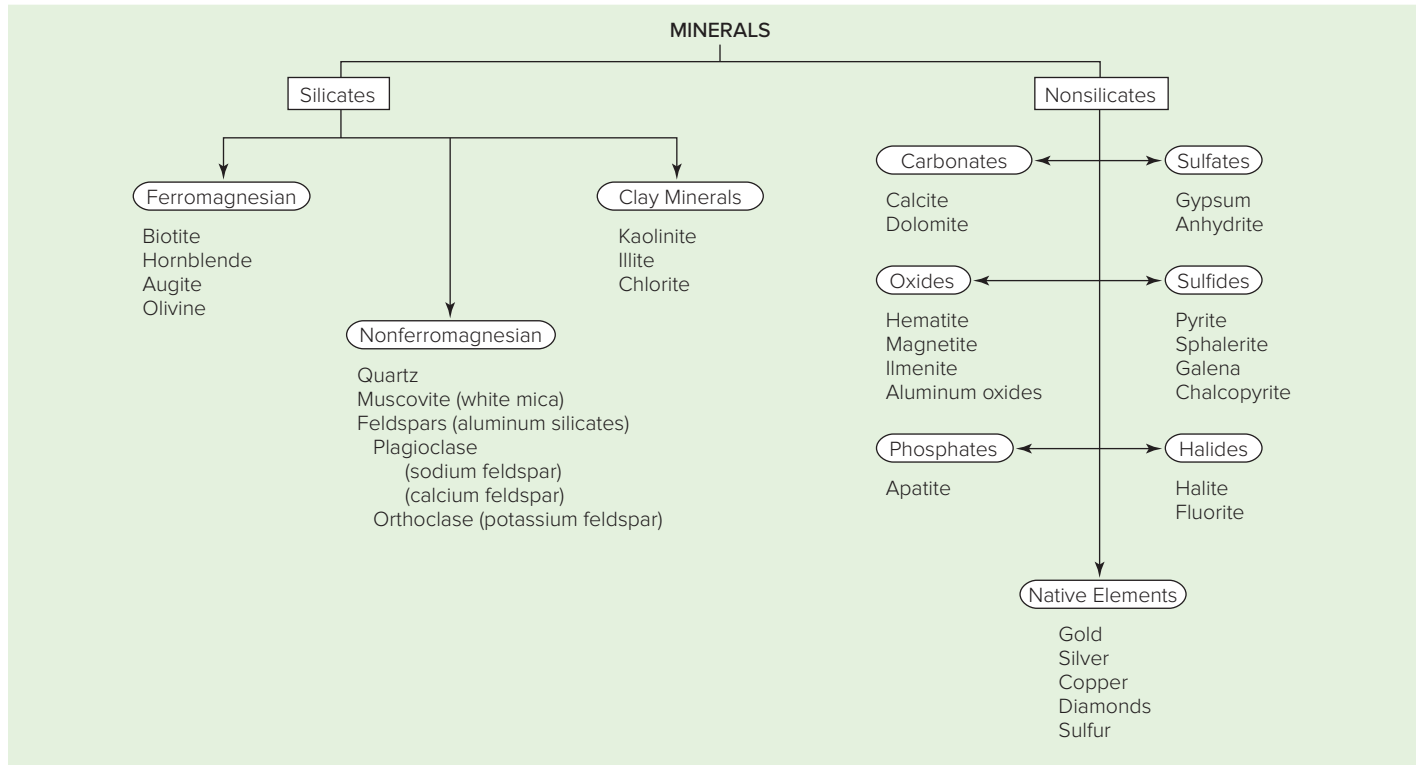 MINERALS
Silicates
Ferromagnesian
Biotite
Hornblende
Augite
Olivine
Nonferromagnesian
Quartz
Muscovite (white mica)
Feldspars (aluminum silicates)
Plagioclase
(sodium feldspar)
(calcium feldspar)
Orthoclase (potassium feldspar)
Clay Minerals
Kaolinite
Illite
Chlorite
Nonsilicates
Carbonates
Calcite
Dolomite
Sulfates
Gypsum
Anhydrite
Oxides
Hematite
Magnetite
Ilmenite
Aluminum oxides
Sulfides
Pyrite
Sphalerite
Galena
Chalcopyrite
Phosphates
Apatite
Halides
Halite
Fluorite
Native Elements
Gold
Silver
Copper
Diamonds
Sulfur